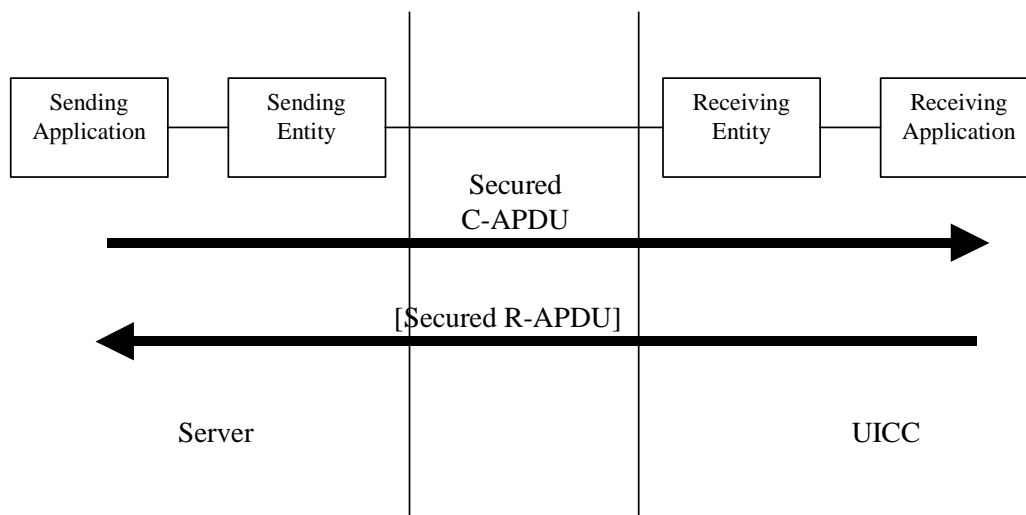 Sending
Application
Sending
Entity
Receiving
Entity
Receiving
Application
Secured
C-APDU
[Secured R-APDU]
Server
UICC